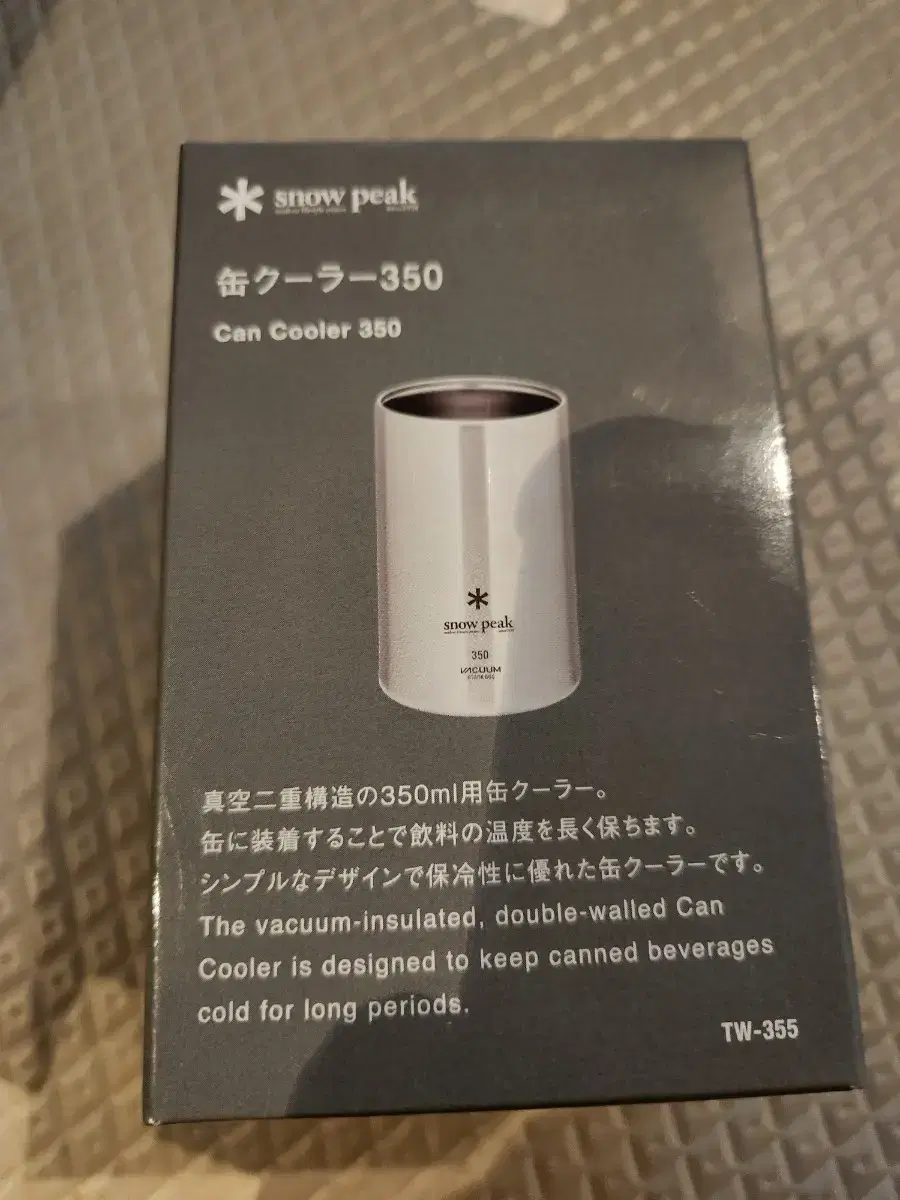 snow peak
缶クーラー350
Can Cooler 350
snow peak
350
VACUUM
真空二重構造の350ml用缶クーラー。
缶に装着することで飲料の温度を長く保ちます。
シンプルなデザインで保冷性に優れた缶クーラーです。
The vacuum-insulated, double-walled Can
Cooler is designed to keep canned beverages
cold for long periods.
TW-355